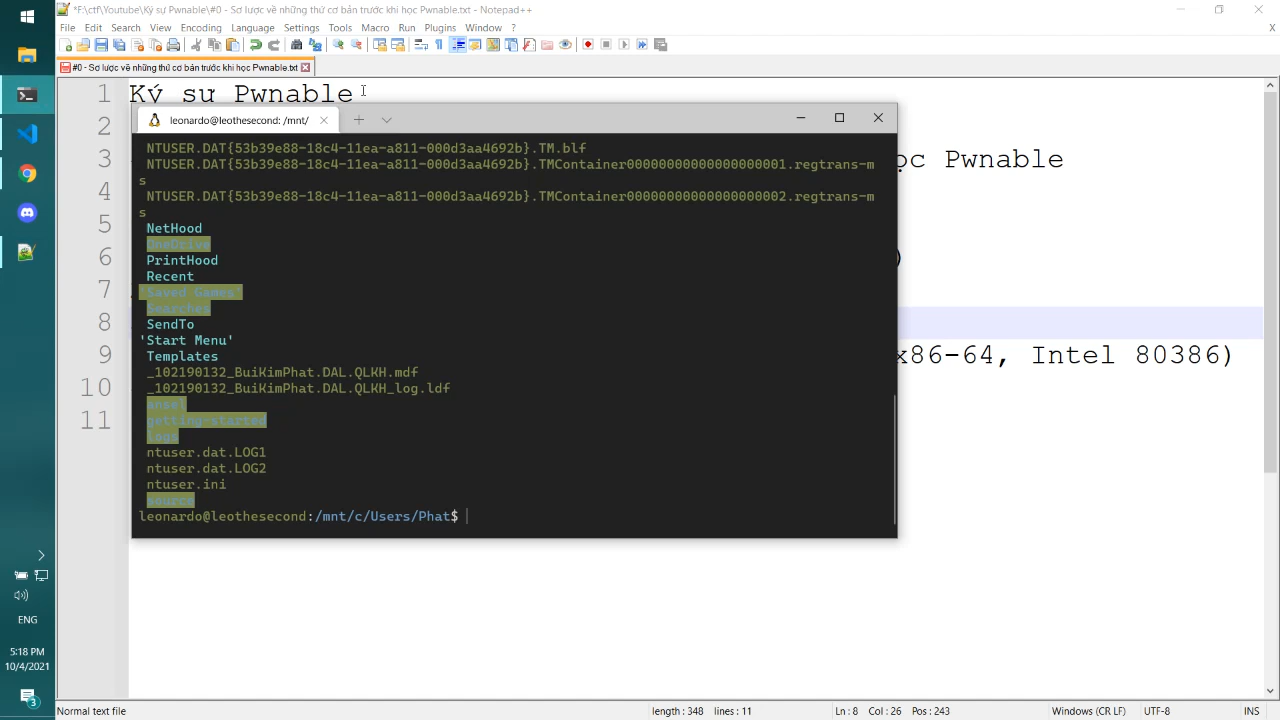 *F:\ctf\Youtube\Ký sự Pwnable\#0 - Sơ lược về những thứ cơ bản trước khi học Pwnable.txt - Notepad++
File Edit Search View Encoding Language Settings Tools Macro Run Plugins Window ?
X
#0 - Sơ lược về những thứ cơ bản trước khi học Pwnable.txt
1 Ký sự Pwnable
2
3 học Pwnable
4
5
6 )
7
8
9 x86-64, Intel 80386)
10
11
leonardo@leothesecond: /mnt/
NTUSER.DAT{53b39e88-18c4-11ea-a811-000d3aa4692b}.TM.blf
NTUSER.DAT{53b39e88-18c4-11ea-a811-000d3aa4692b}.TMContainer00000000000000000001.regtrans-m
s
NTUSER.DAT{53b39e88-18c4-11ea-a811-000d3aa4692b}.TMContainer00000000000000000002.regtrans-m
s
NetHood
OneDrive
PrintHood
Recent
'Saved Games'
Searches
SendTo
'Start Menu'
Templates
_102190132_BuiKimPhat.DAL.QLKH.mdf
_102190132_BuiKimPhat.DAL.QLKH_log.ldf
ansel
getting-started
logs
ntuser.dat.LOG1
ntuser.dat.LOG2
ntuser.ini
source
leonardo@leothesecond:/mnt/c/Users/Phat$
ENG
5:18 PM
10/4/2021
3
Normal text file length : 348 lines : 11 Ln : 8 Col : 26 Pos : 243 Windows (CR LF) UTF-8 INS